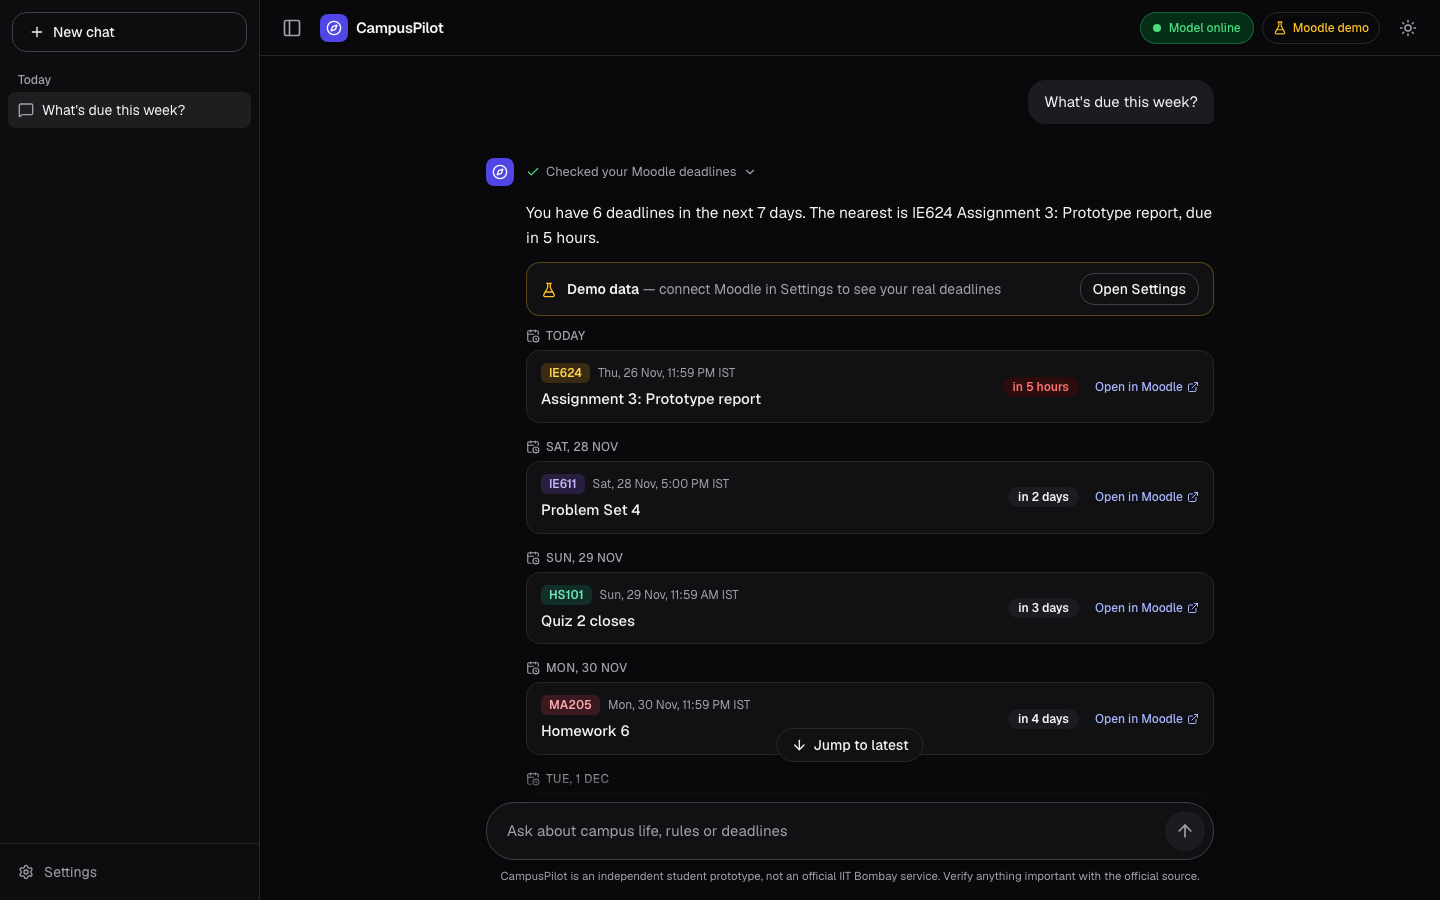 New chat
Today
What's due this week?
Settings
CampusPilot
Model online
Moodle demo
What's due this week?
Checked your Moodle deadlines
You have 6 deadlines in the next 7 days. The nearest is IE624 Assignment 3: Prototype report, due
in 5 hours.
Demo data — connect Moodle in Settings to see your real deadlines
Open Settings
TODAY
IE624 Thu, 26 Nov, 11:59 PM IST
Assignment 3: Prototype report
in 5 hours
Open in Moodle
SAT, 28 NOV
IE611 Sat, 28 Nov, 5:00 PM IST
Problem Set 4
in 2 days
Open in Moodle
SUN, 29 NOV
HS101 Sun, 29 Nov, 11:59 AM IST
Quiz 2 closes
in 3 days
Open in Moodle
MON, 30 NOV
MA205 Mon, 30 Nov, 11:59 PM IST
Homework 6
in 4 days
Open in Moodle
Jump to latest
TUE, 1 DEC
Ask about campus life, rules or deadlines
CampusPilot is an independent student prototype, not an official IIT Bombay service. Verify anything important with the official source.